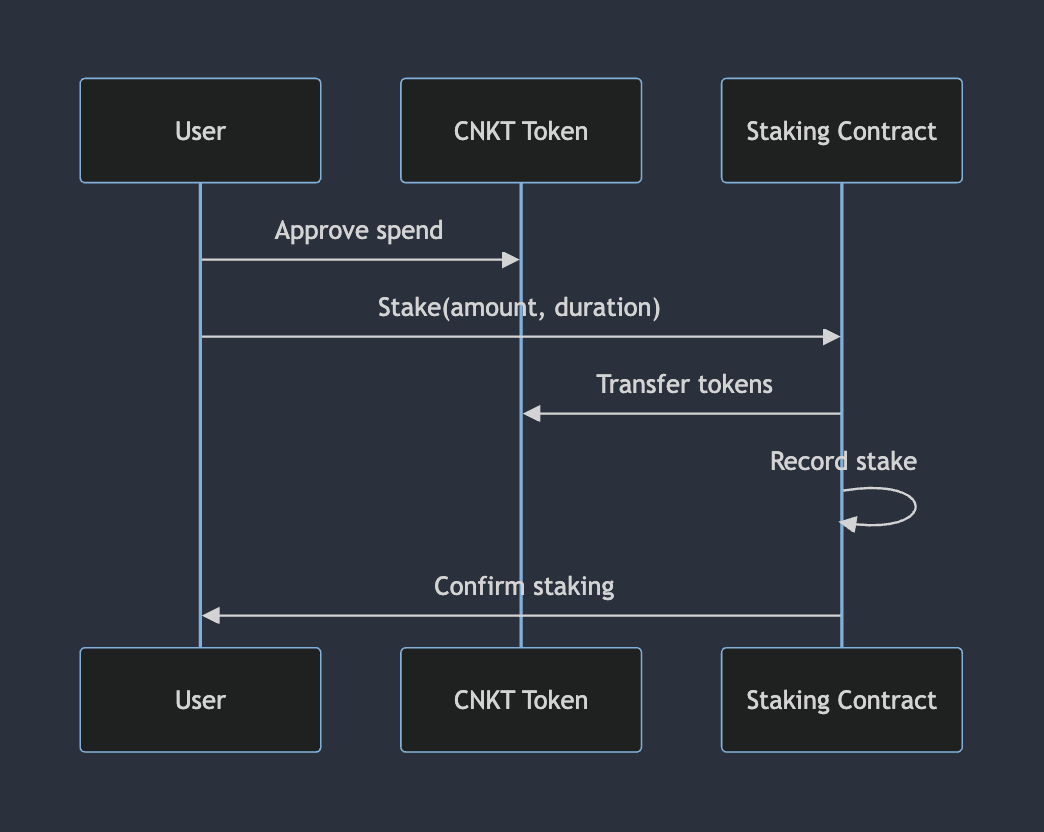 User
CNKT Token
Staking Contract
Approve spend
Stake(amount, duration)
Transfer tokens
Record stake
Confirm staking
User
CNKT Token
Staking Contract